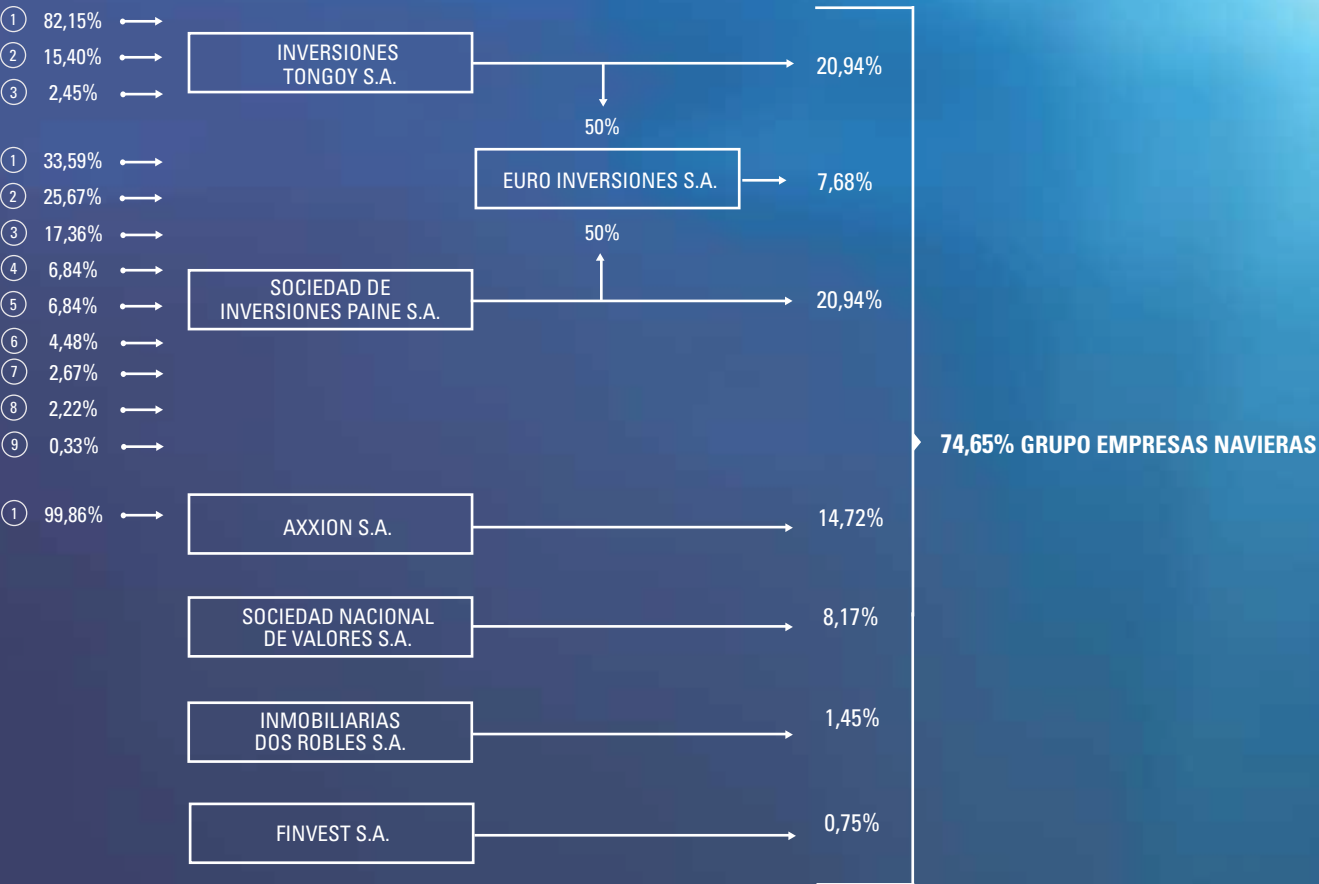 1 82,15%
2 15,40%
3 2,45%
INVERSIONES
TONGOY S.A.
20,94%
50%
1 33,59%
2 25,67%
3 17,36%
4 6,84%
5 6,84%
6 4,48%
7 2,67%
8 2,22%
9 0,33%
EURO INVERSIONES S.A.
7,68%
50%
SOCIEDAD DE
INVERSIONES PAINE S.A.
20,94%
74,65% GRUPO EMPRESAS NAVIERAS
1 99,86%
AXXION S.A.
14,72%
SOCIEDAD NACIONAL
DE VALORES S.A.
8,17%
INMOBILIARIAS
DOS ROBLES S.A.
1,45%
FINVEST S.A.
0,75%